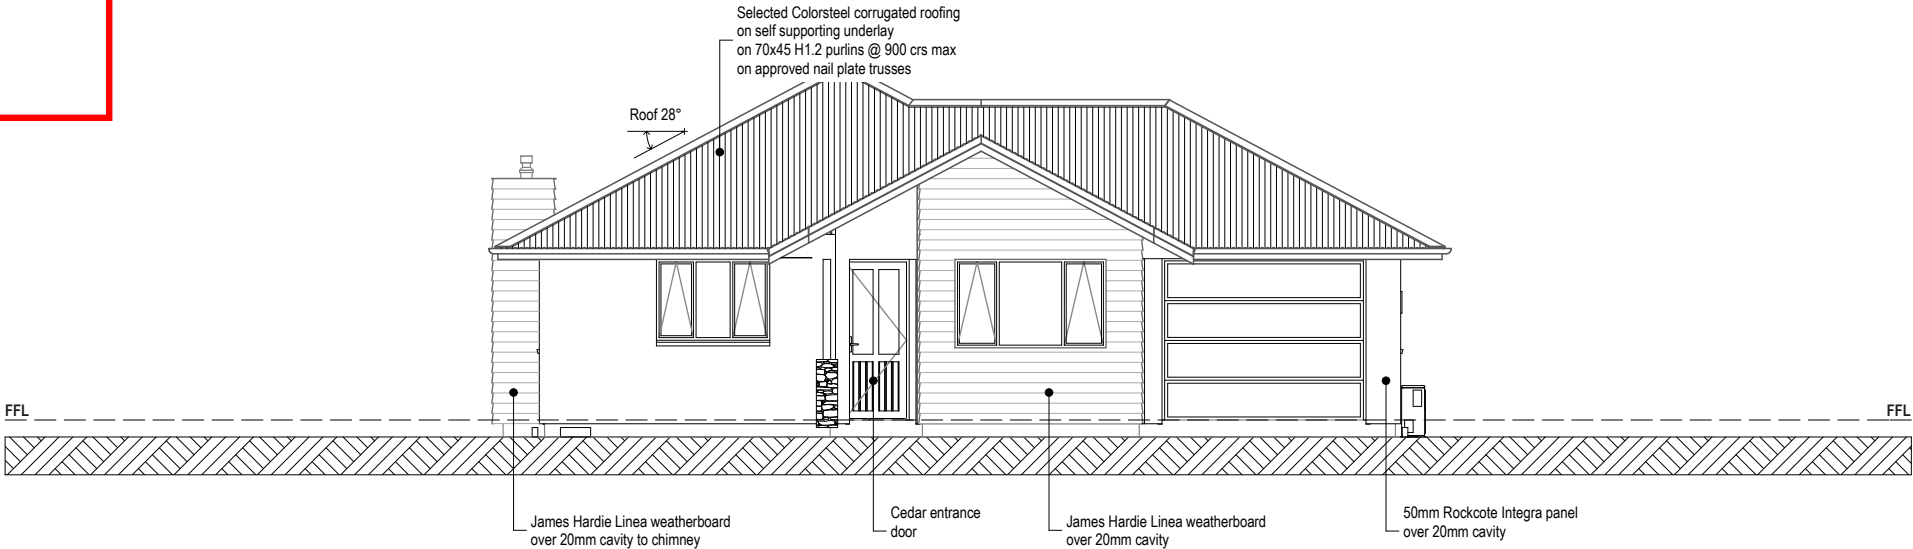 Selected Colorsteel corrugated roofing
on self supporting underlay
on 70x45 H1.2 purlins @ 900 crs max
on approved nail plate trusses
Roof 28°
FFL
FFL
James Hardie Linea weatherboard
over 20mm cavity to chimney
Cedar entrance
door
James Hardie Linea weatherboard
over 20mm cavity
50mm Rockcote Integra panel
over 20mm cavity